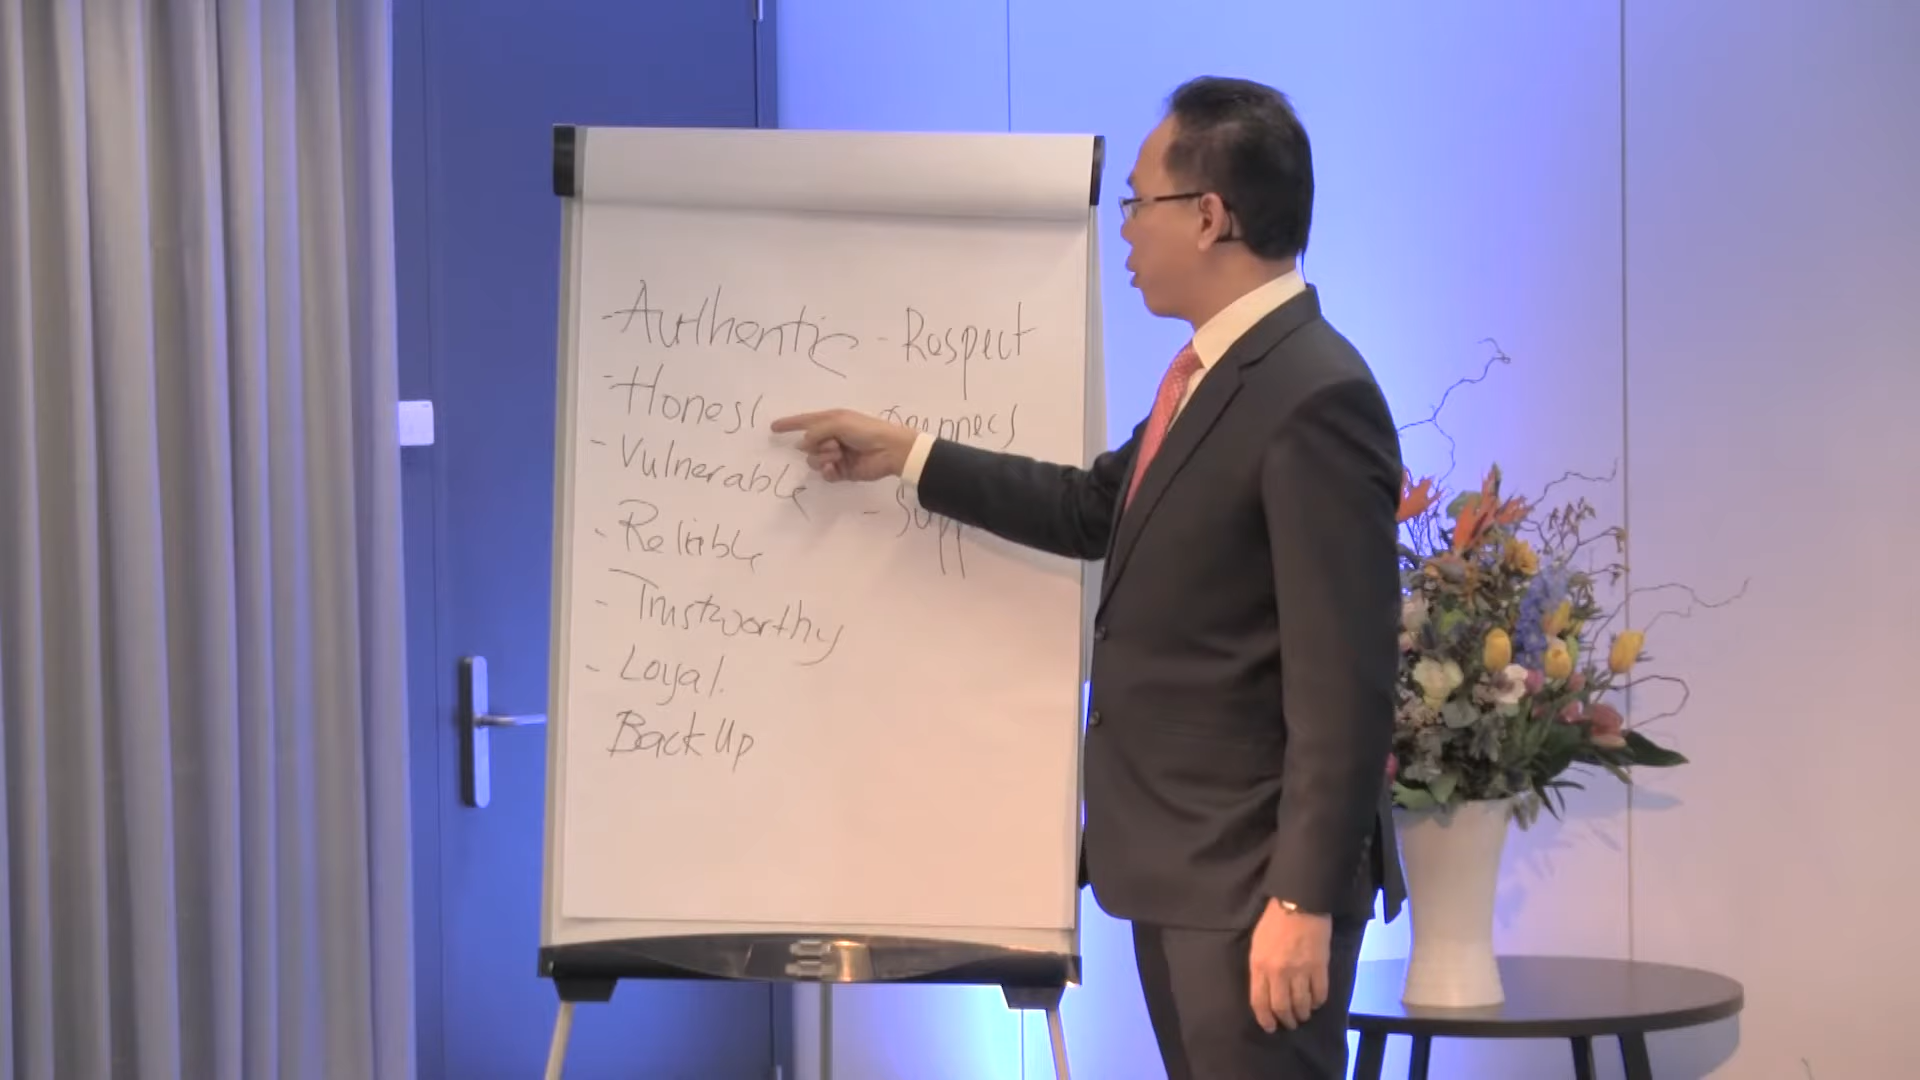 - Authentic - Respect
- Honest
- Vulnerable
- Reliable
- Trustworthy
- Loyal.
Back Up